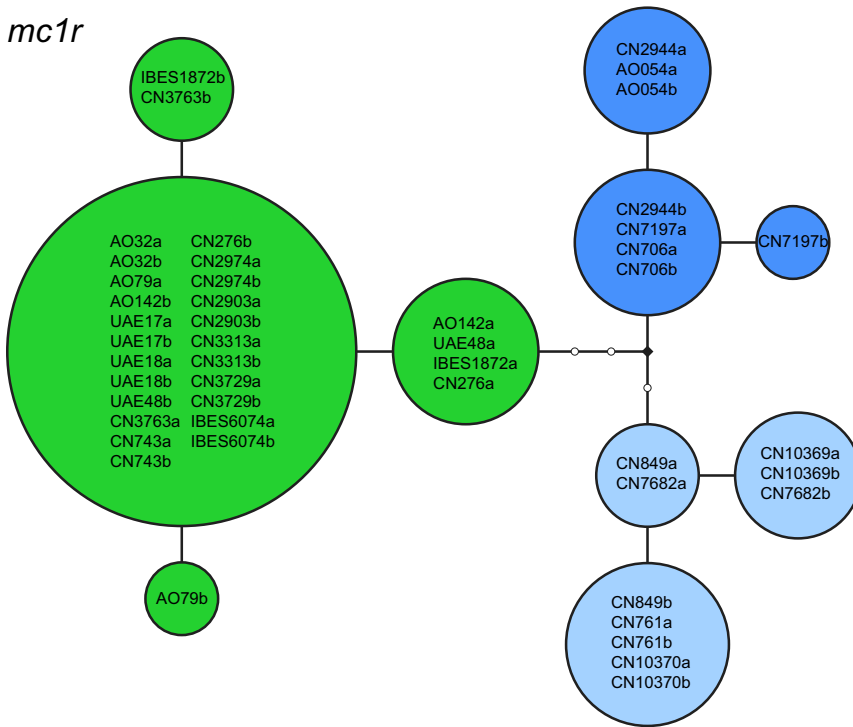 mc1r
IBES1872b
CN3763b
AO32a
AO32b
AO79a
AO142b
UAE17a
UAE17b
UAE18a
UAE18b
UAE48b
CN3763a
CN743a
CN743b
CN276b
CN2974a
CN2974b
CN2903a
CN2903b
CN3313a
CN3313b
CN3729a
CN3729b
IBES6074a
IBES6074b
AO79b
AO142a
UAE48a
IBES1872a
CN276a
CN2944a
AO054a
AO054b
CN2944b
CN7197a
CN706a
CN706b
CN7197b
CN849a
CN7682a
CN10369a
CN10369b
CN7682b
CN849b
CN761a
CN761b
CN10370a
CN10370b